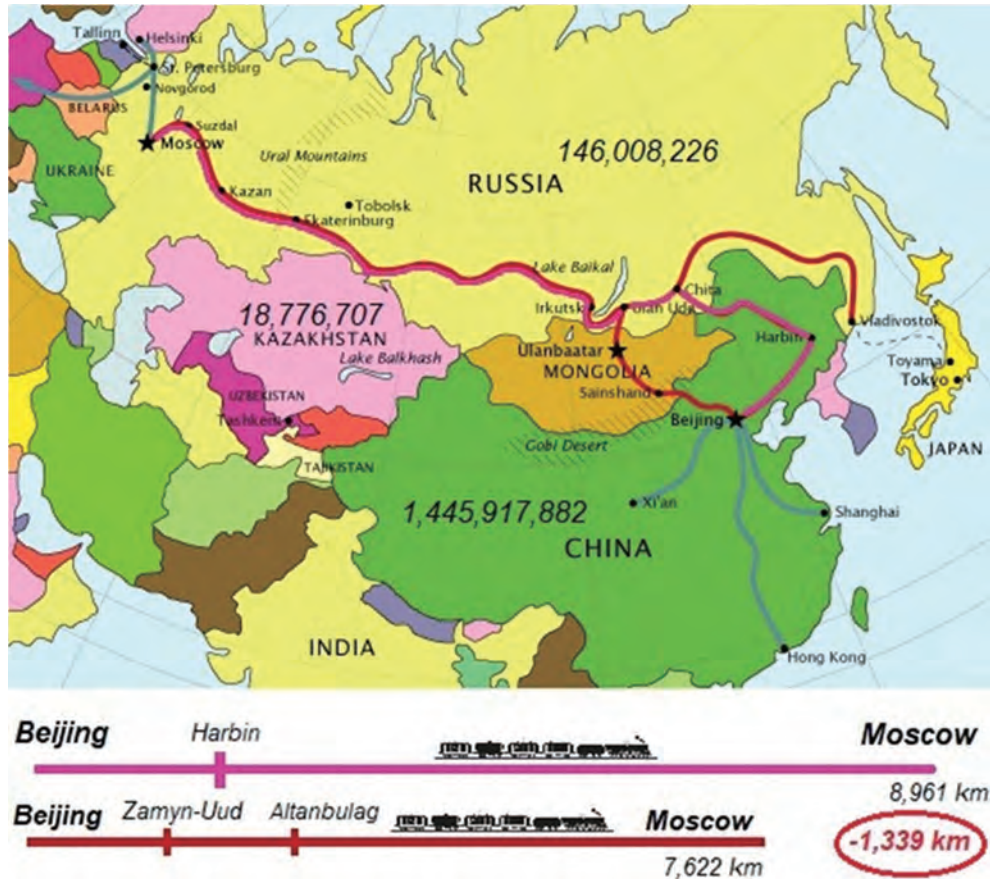 Tallinn
Helsinki
St. Petersburg
Novgorod
BELARUS
Suzdal
Moscow
UKRAINE
Ural Mountains
146,008,226
RUSSIA
Kazan
Tobolsk
Ekaterinburg
Lake Baikal
Chita
Irkutsk
Ulan Ude
Vladivostok
18,776,707
KAZAKHSTAN
Lake Balkhash
Harbin
Ulanbaatar
MONGOLIA
Toyama
Tokyo
Sainshand
UZBEKISTAN
Tashkent
Beijing
Gobi Desert
JAPAN
TAJIKISTAN
1,445,917,882
Xi'an
Shanghai
CHINA
INDIA
Hong Kong
Beijing Harbin Moscow
8,961 km
Beijing Zamyn-Uud Altanbulag Moscow
7,622 km
-1,339 km